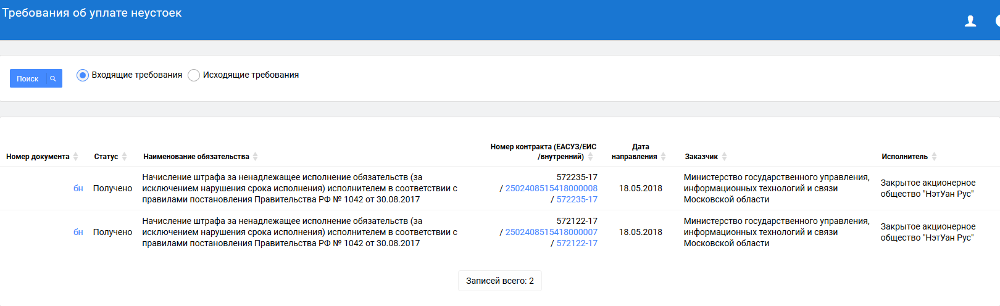 Требования об уплате неустоек
Поиск
Входящие требования
Исходящие требования
Номер документа
Статус
Наименование обязательства
Номер контракта (ЕАСУЗ/ЕИС
/внутренний)
Дата
направления
Заказчик
Исполнитель
бн
Получено
Начисление штрафа за ненадлежащее исполнение обязательств (за
исключением нарушения срока исполнения) исполнителем в соответствии с
правилами постановления Правительства РФ № 1042 от 30.08.2017
572235-17
/ 2502408515418000008
/ 572235-17
18.05.2018
Министерство государственного управления,
информационных технологий и связи
Московской области
Закрытое акционерное
общество "НэтУан Рус"
бн
Получено
Начисление штрафа за ненадлежащее исполнение обязательств (за
исключением нарушения срока исполнения) исполнителем в соответствии с
правилами постановления Правительства РФ № 1042 от 30.08.2017
572122-17
/ 2502408515418000007
/ 572122-17
18.05.2018
Министерство государственного управления,
информационных технологий и связи
Московской области
Закрытое акционерное
общество "НэтУан Рус"
Записей всего: 2